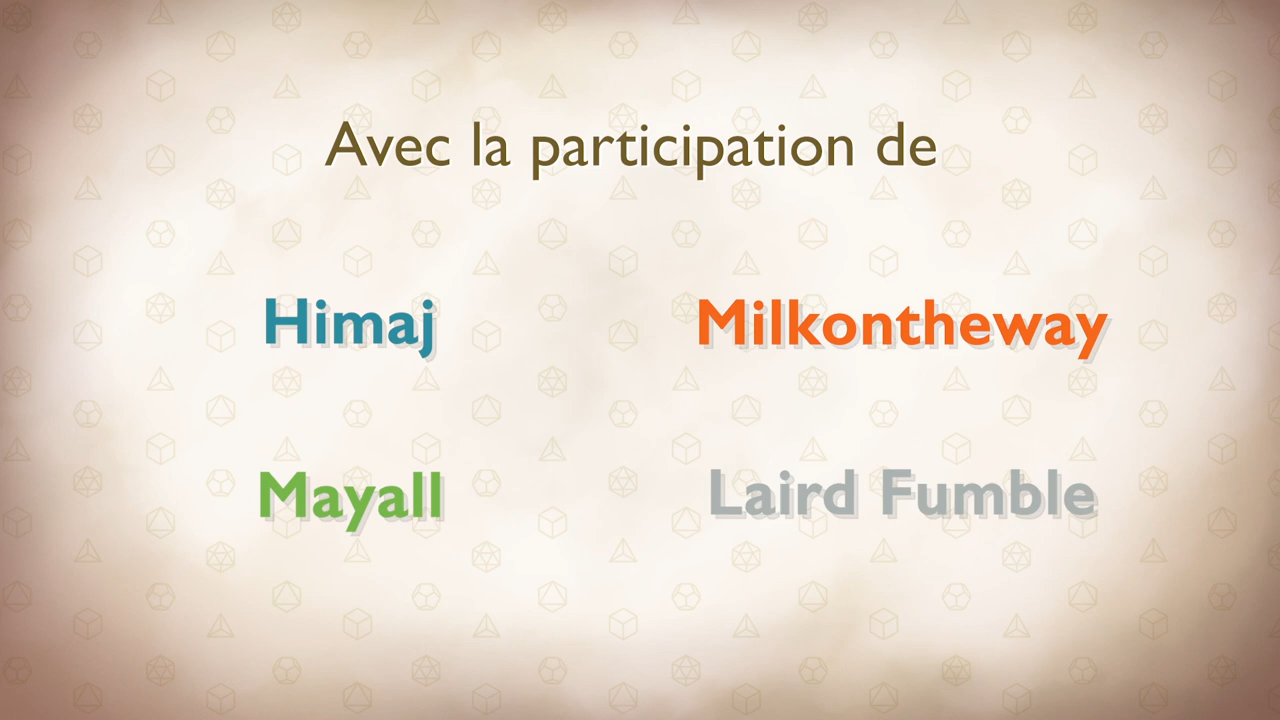 Avec la participation de
Himaj
Milkontheway
Mayall
Laird Fumble